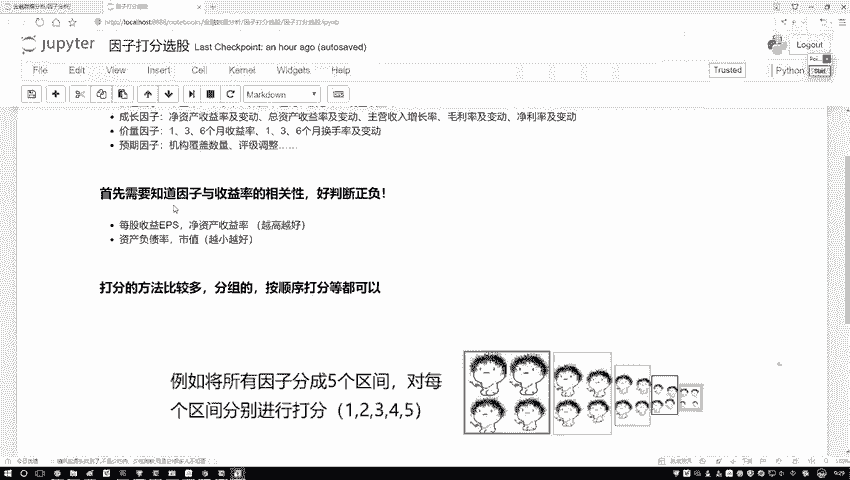 http://localhost:8888/notebooks/
jupyter 因子打分选股 Last Checkpoint: an hour ago (autosaved)
Logout
File Edit View Insert Cell Kernel Widgets Help
Trusted
Python
Markdown
成长因子：净资产收益率及变动、总资产收益率及变动、主营收入增长率、毛利率及变动、净利率及变动
价量因子：1、3、6个月收益率、1、3、6个月换手率及变动
预期因子：机构覆盖数量、评级调整……
首先需要知道因子与收益率的相关性，好判断正负！
每股收益EPS，净资产收益率 （越高越好）
资产负债率，市值（越小越好）
打分的方法比较多，分组的，按顺序打分等都可以
例如将所有因子分成5个区间，对每
个区间分别进行打分（1,2,3,4,5）
9:29